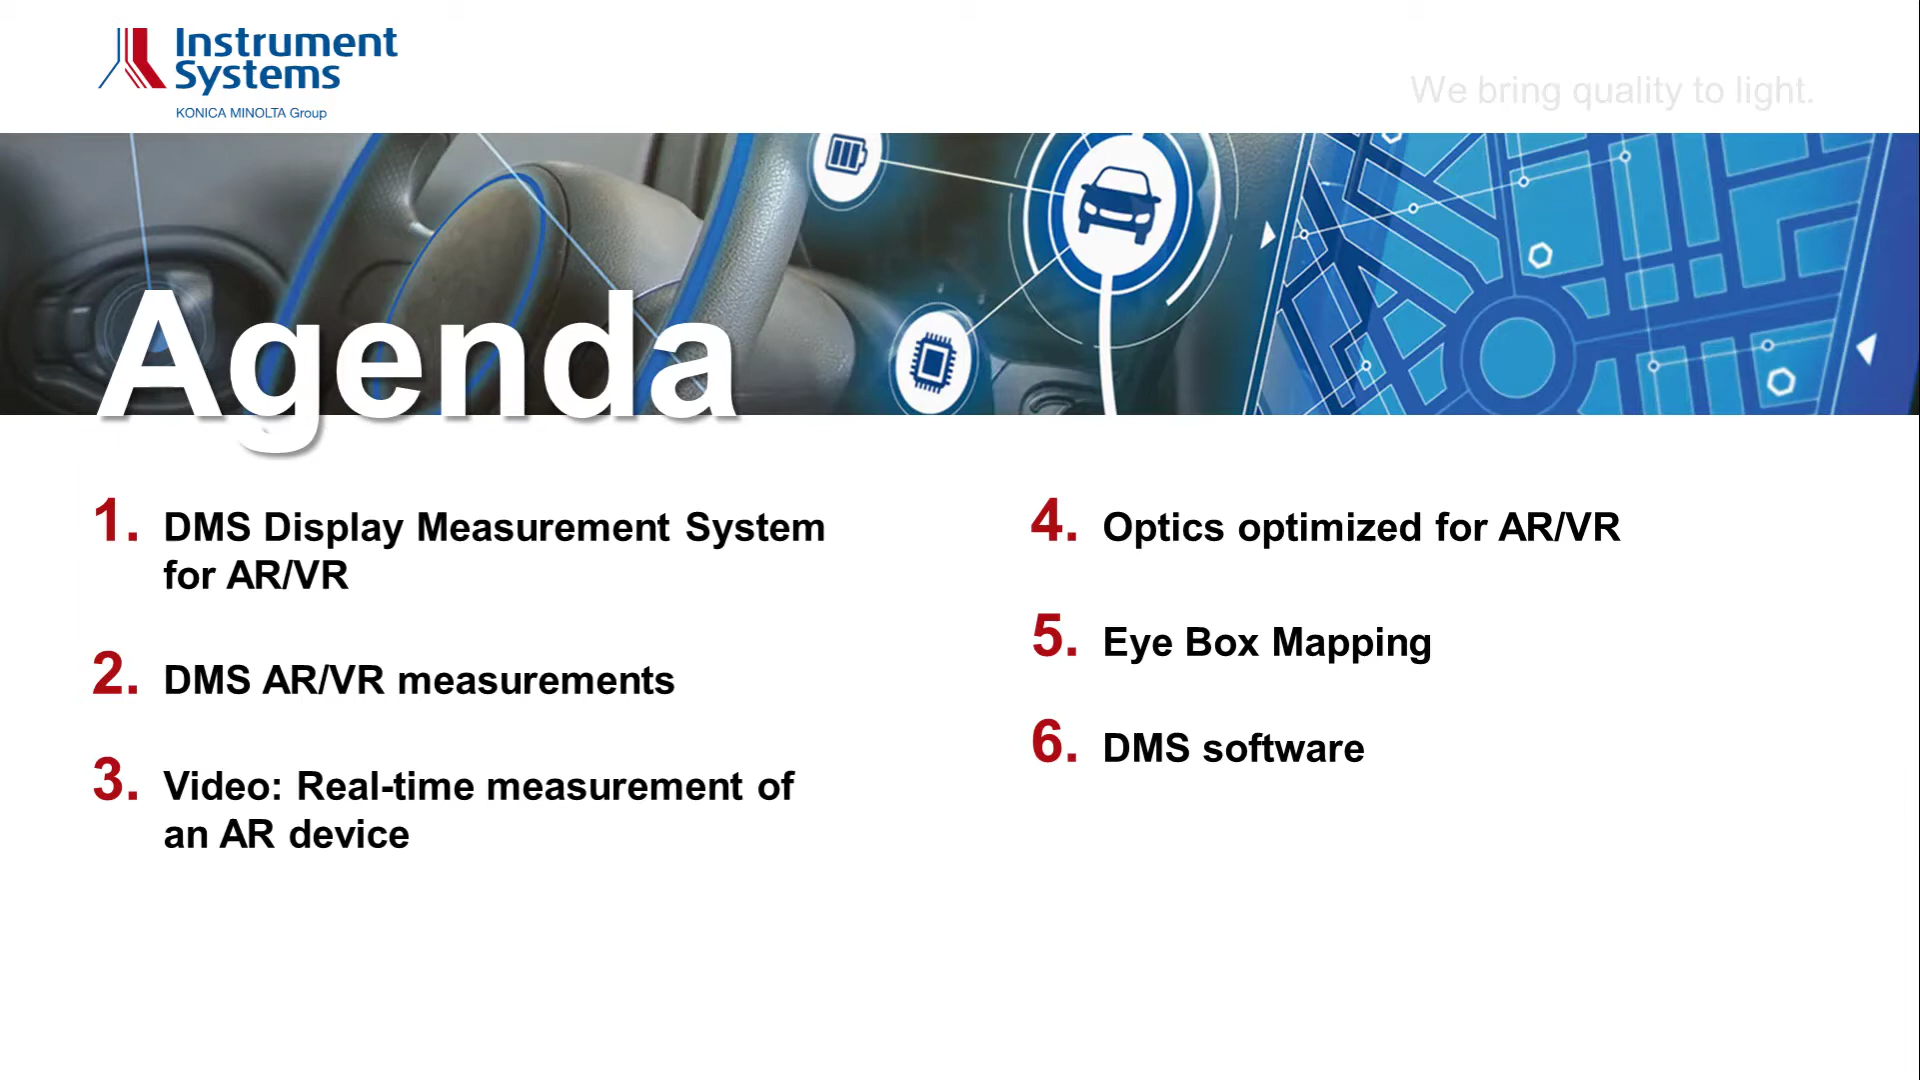 Instrument
Systems
KONICA MINOLTA Group
We bring quality to light.
Agenda
1. DMS Display Measurement System
for AR/VR
2. DMS AR/VR measurements
3. Video: Real-time measurement of
an AR device
4. Optics optimized for AR/VR
5. Eye Box Mapping
6. DMS software